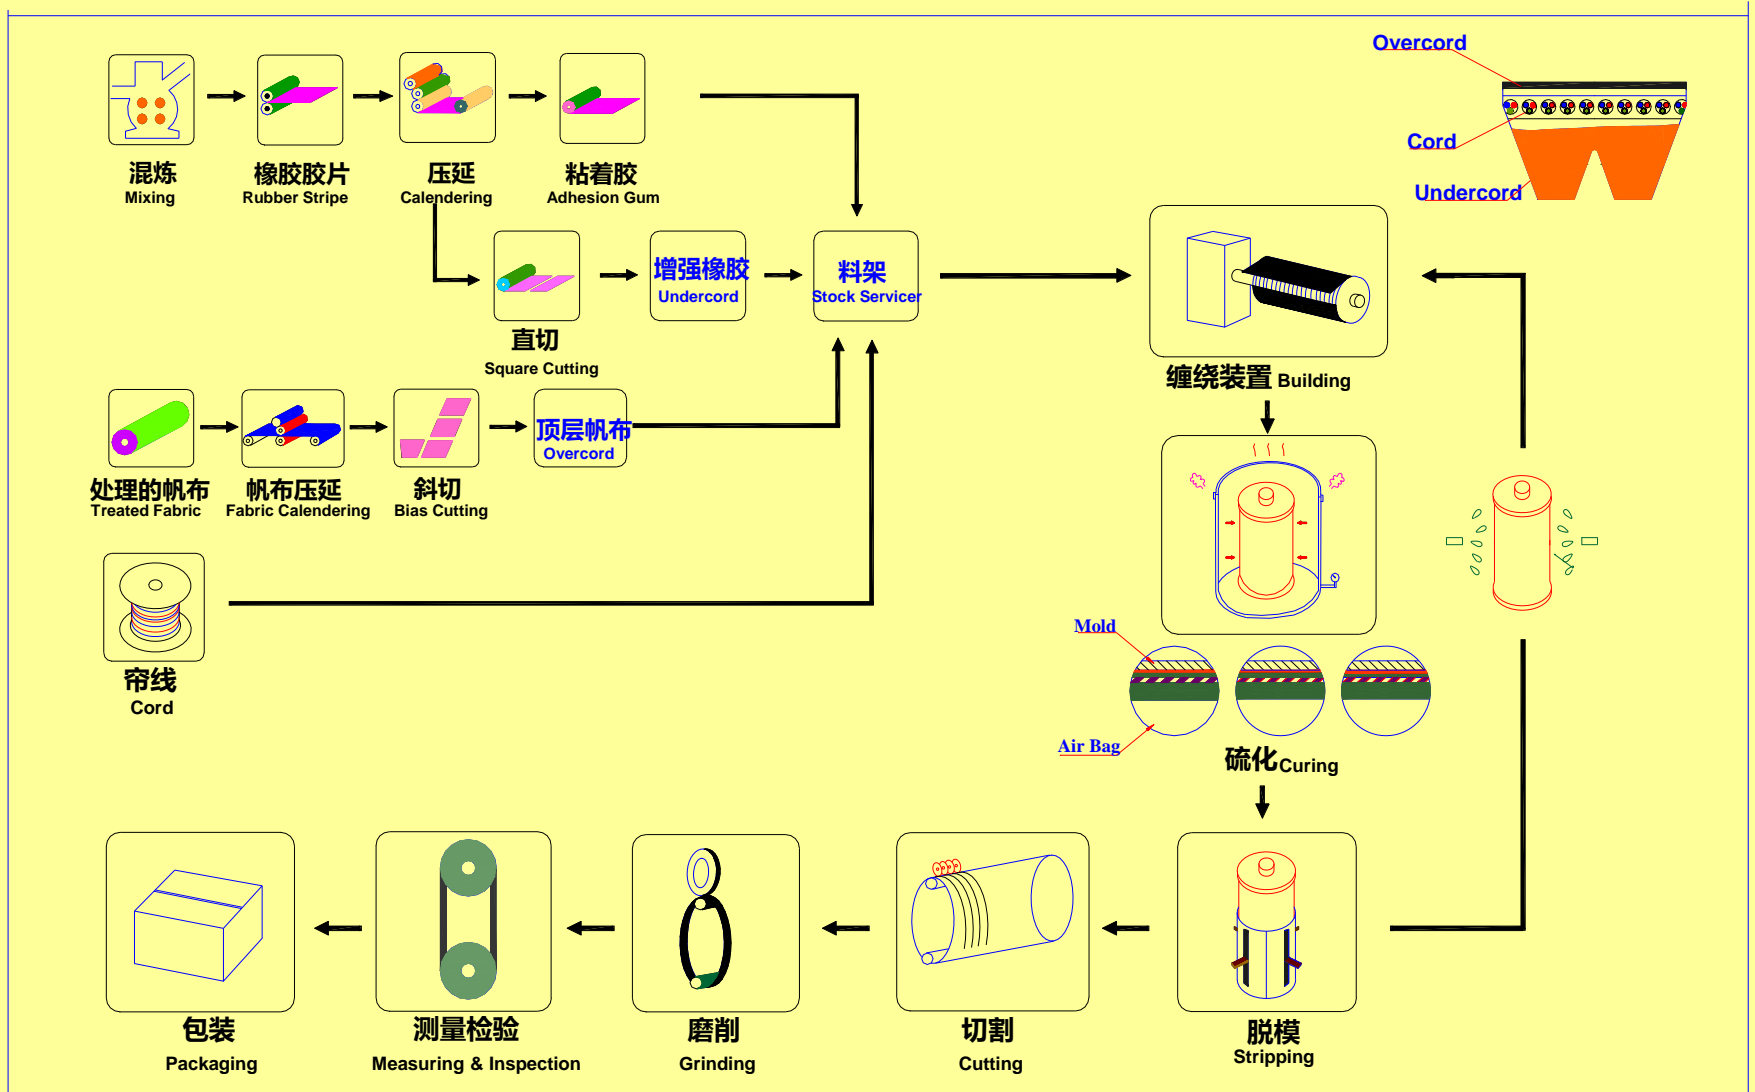 Overcord
Cord
Undercord
混炼
Mixing
橡胶胶片
Rubber Stripe
压延
Calendering
粘着胶
Adhesion Gum
直切
Square Cutting
增强橡胶
Undercord
料架
Stock Servicer
缠绕装置 Building
处理的帆布
Treated Fabric
帆布压延
Fabric Calendering
斜切
Bias Cutting
顶层帆布
Overcord
帘线
Cord
Mold
Air Bag
硫化Curing
包装
Packaging
测量检验
Measuring & Inspection
磨削
Grinding
切割
Cutting
脱模
Stripping